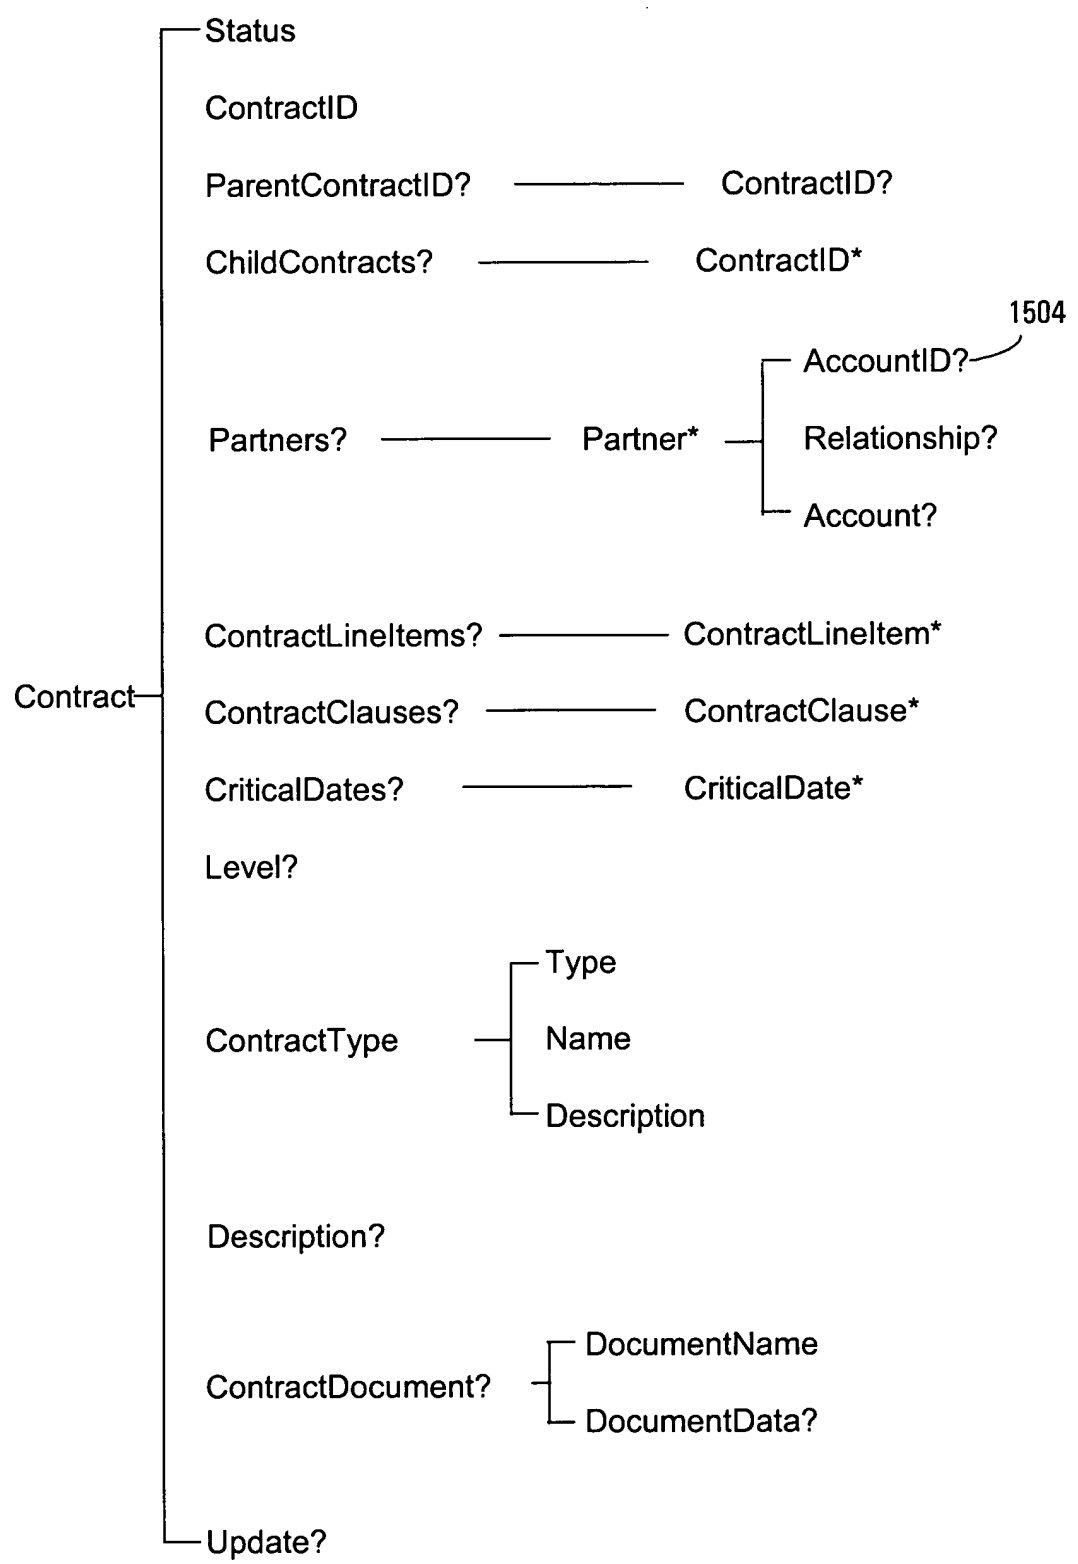 Status
ContractID
ParentContractID? ContractID?
ChildContracts? ContractID*
1504
AccountID?
Partners? Partner* Relationship?
Account?
ContractLineItems? ContractLineItem*
Contract
ContractClauses? ContractClause*
CriticalDates? CriticalDate*
Level?
Type
ContractType Name
Description
Description?
DocumentName
ContractDocument?
DocumentData?
Update?